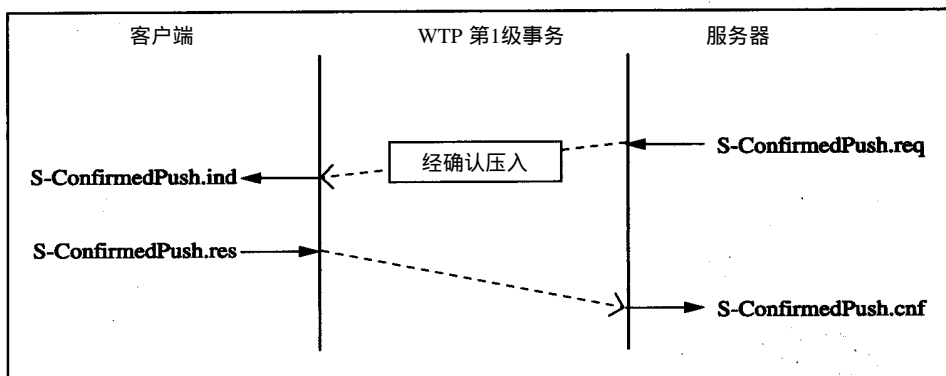 客户端 WTP 第1级事务 服务器
S-ConfirmedPush.req
经确认压入
S-ConfirmedPush.ind
S-ConfirmedPush.res
S-ConfirmedPush.cnf